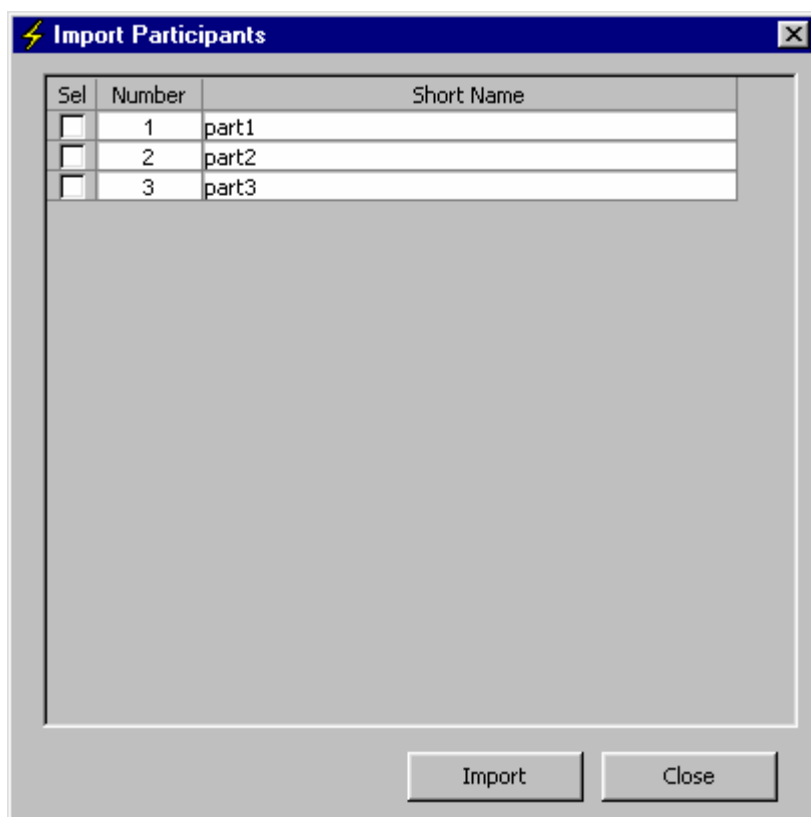 Import Participants
Sel Number Short Name
1 part1
2 part2
3 part3
Import Close